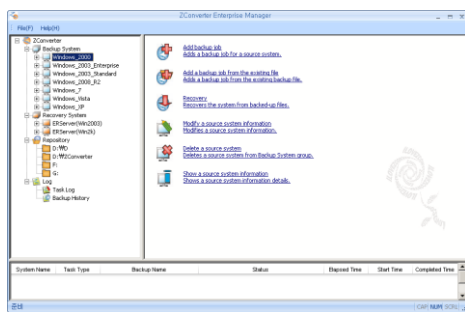 ZConverter Enterprise Manager
File(F) Help(H)
ZConverter
Backup System
Windows_2000
Windows_2003_Enterprise
Windows_2003_Standard
Windows_2008_R2
Windows_7
Windows_Vista
Windows_XP
Recovery System
ERServer(Win2003)
ERServer(Win2k)
Repository
D:₩D
D:₩ZConverter
F:
G:
Log
Task Log
Backup History
Add backup job
Adds a backup job for a source system.
Add a backup job from the existing file
Adds a backup job from the existing backup file.
Recovery
Recovers the system from backed-up files.
Modify a source system information
Modifies a source system information.
Delete a source system
Deletes a source system from Backup System group.
Show a source system information
Shows a source system information details.
System Name Task Type Backup Name Status Elapsed Time Start Time Completed Time
준비
CAP NUM SCRL